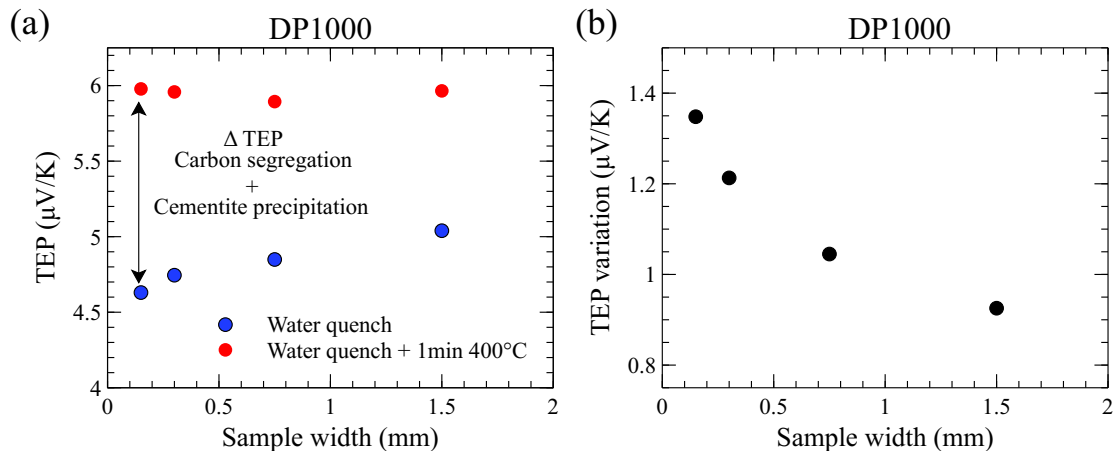 (a)
DP1000
TEP (μV/K)
6
5.5
5
4.5
4
Δ TEP
Carbon segregation
+
Cementite precipitation
Water quench
Water quench + 1min 400°C
0
0.5
1
1.5
2
Sample width (mm)
(b)
DP1000
TEP variation (μV/K)
1.4
1.2
1
0.8
0
0.5
1
1.5
2
Sample width (mm)